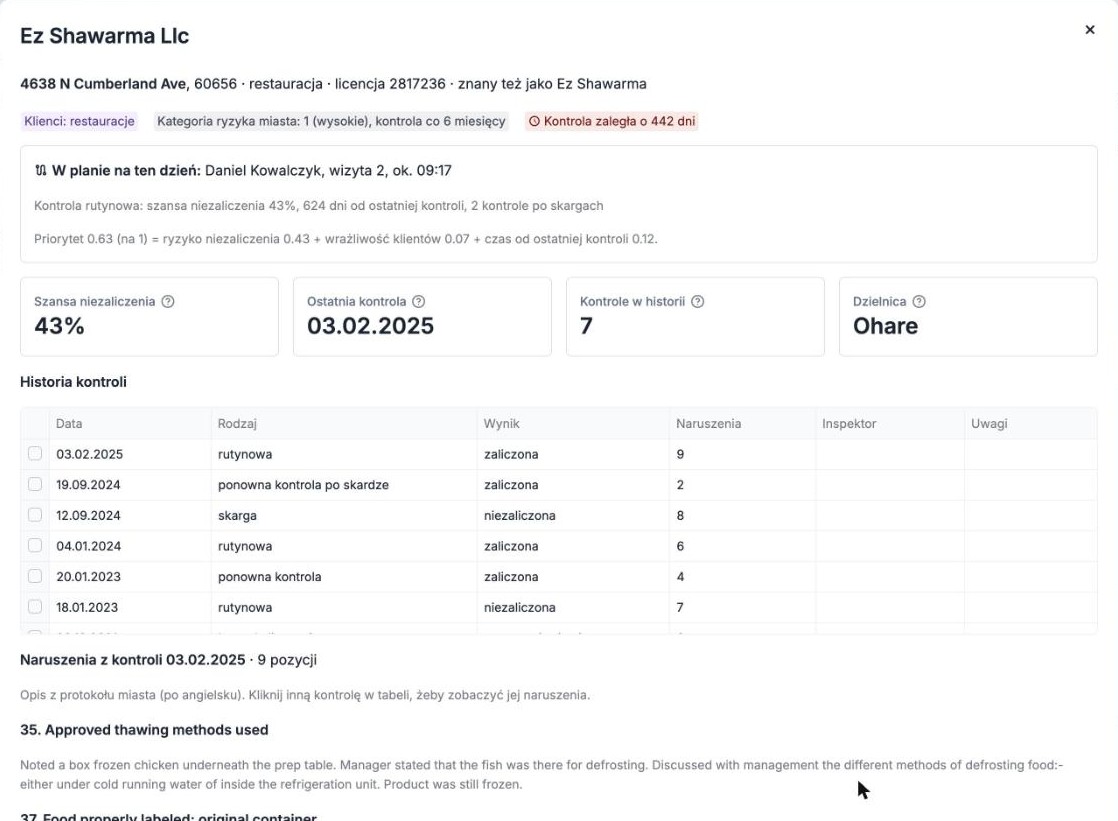 Ez Shawarma Llc
4638 N Cumberland Ave, 60656 · restauracja · licencja 2817236 · znany też jako Ez Shawarma
Klienci: restauracje Kategoria ryzyka miasta: 1 (wysokie), kontrola co 6 miesięcy Kontrola zaległa o 442 dni
W planie na ten dzień: Daniel Kowalczyk, wizyta 2, ok. 09:17
Kontrola rutynowa: szansa niezaliczenia 43%, 624 dni od ostatniej kontroli, 2 kontrole po skargach
Priorytet 0.63 (na 1) = ryzyko niezaliczenia 0.43 + wrażliwość klientów 0.07 + czas od ostatniej kontroli 0.12.
Szansa niezaliczenia Ostatnia kontrola Kontrole w historii Dzielnica
43% 03.02.2025 7 Ohare
Historia kontroli
Data Rodzaj Wynik Naruszenia Inspektor Uwagi
03.02.2025 rutynowa zaliczona 9
19.09.2024 ponowna kontrola po skardze zaliczona 2
12.09.2024 skarga niezaliczona 8
04.01.2024 rutynowa zaliczona 6
20.01.2023 ponowna kontrola zaliczona 4
18.01.2023 rutynowa niezaliczona 7
Naruszenia z kontroli 03.02.2025 · 9 pozycji
Opis z protokołu miasta (po angielsku). Kliknij inną kontrolę w tabeli, żeby zobaczyć jej naruszenia.
35. Approved thawing methods used
Noted a box frozen chicken underneath the prep table. Manager stated that the fish was there for defrosting. Discussed with management the different methods of defrosting food:-
either under cold running water of inside the refrigeration unit. Product was still frozen.
37. Food properly labeled; original container